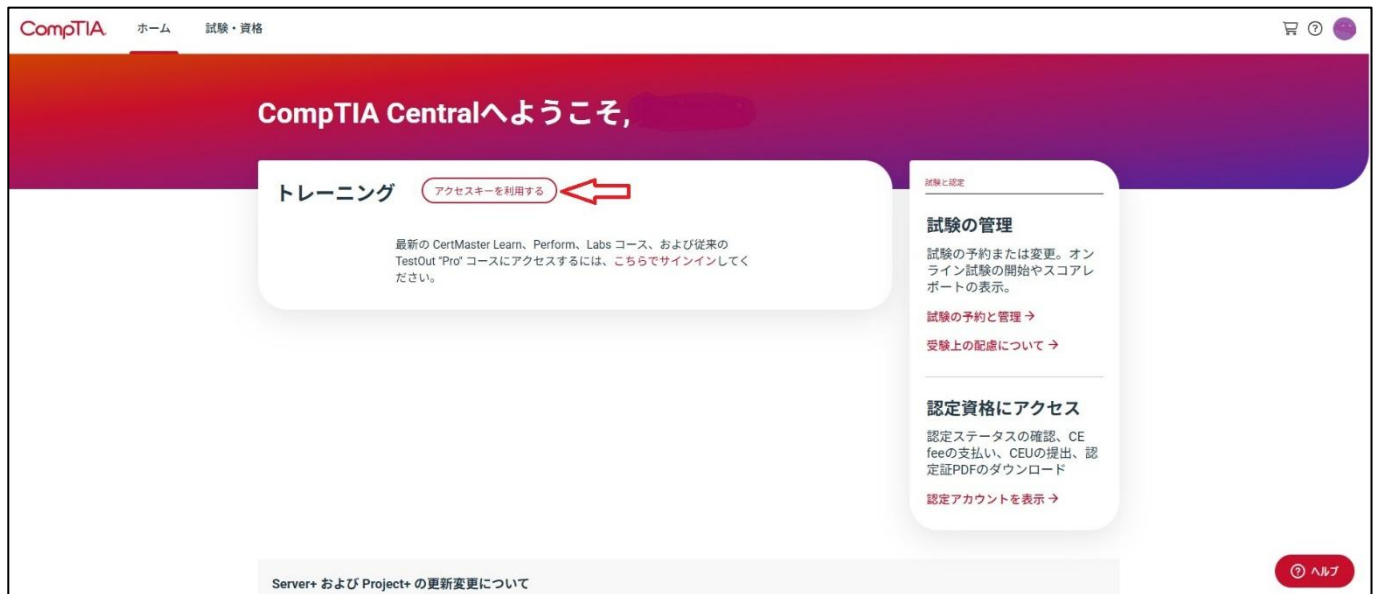 CompTIA. ホーム 試験・資格
CompTIA Centralへようこそ,
トレーニング アクセスキーを利用する
最新の CertMaster Learn、Perform、Labs コース、および従来の
TestOut "Pro" コースにアクセスするには、こちらでサインインしてく
ださい。
試験と認定
試験の管理
試験の予約または変更。オン
ライン試験の開始やスコアレ
ポートの表示。
試験の予約と管理 →
受験上の配慮について →
認定資格にアクセス
認定ステータスの確認、CE
feeの支払い、CEUの提出、認
定証PDFのダウンロード
認定アカウントを表示 →
Server+ および Project+ の更新変更について
ヘルプ